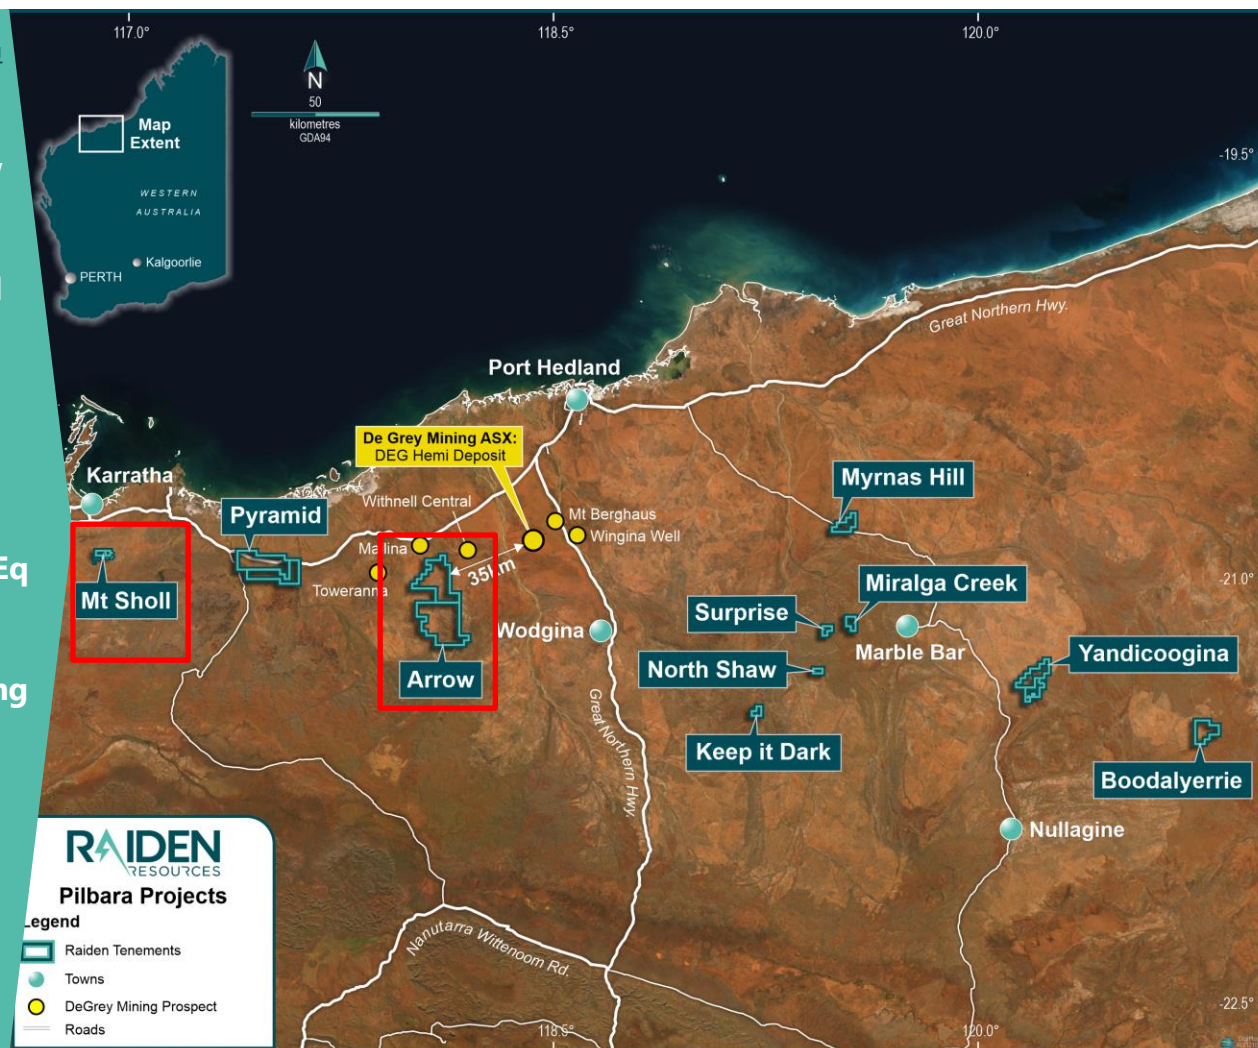 117.0°
118.5°
120.0°
N
50
kilometres
GDA94
Map
Extent
WESTERN
AUSTRALIA
Kalgoorlie
PERTH
-19.5°
Great Northern Hwy.
Port Hedland
De Grey Mining ASX:
DEG Hemi Deposit
Karratha
Withnell Central
Myrnas Hill
Pyramid
Mt Berghaus
Wingina Well
Mallina
35km
Toweranna
Eq
Mt Sholl
-21.0°
Miralga Creek
Surprise
Wodgina
Marble Bar
Yandicoogina
North Shaw
Arrow
ng
Great Northern Hwy.
Keep it Dark
Boodalyerrie
Nullagine
RAIDEN
RESOURCES
Pilbara Projects
Legend
Raiden Tenements
Towns
DeGrey Mining Prospect
Roads
Nanutarra Wittenoom Rd.
-22.5°
118.5°
120.0°